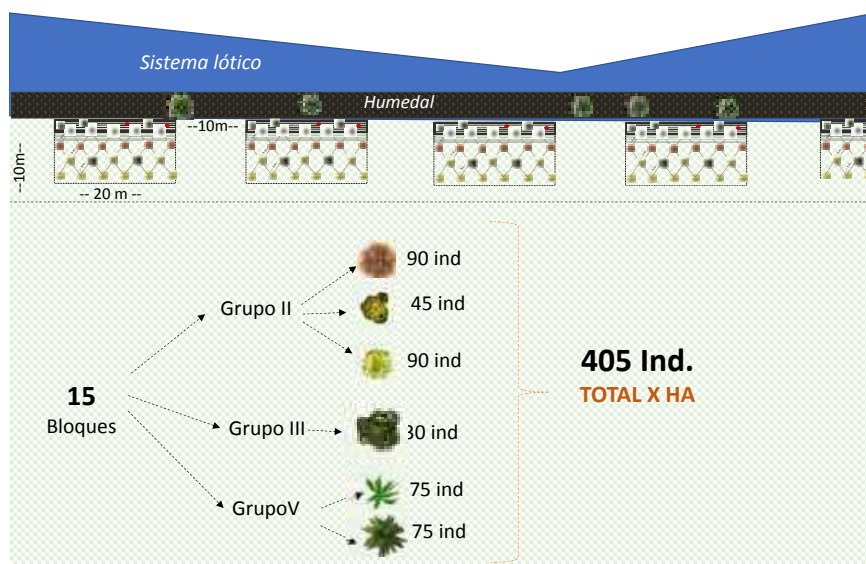 Sistema lótico
Humedal
--10m--
--10m--
-- 20 m --
90 ind
45 ind
Grupo II
90 ind
405 Ind.
TOTAL X HA
15
Bloques
Grupo III
30 ind
75 ind
GrupoV
75 ind